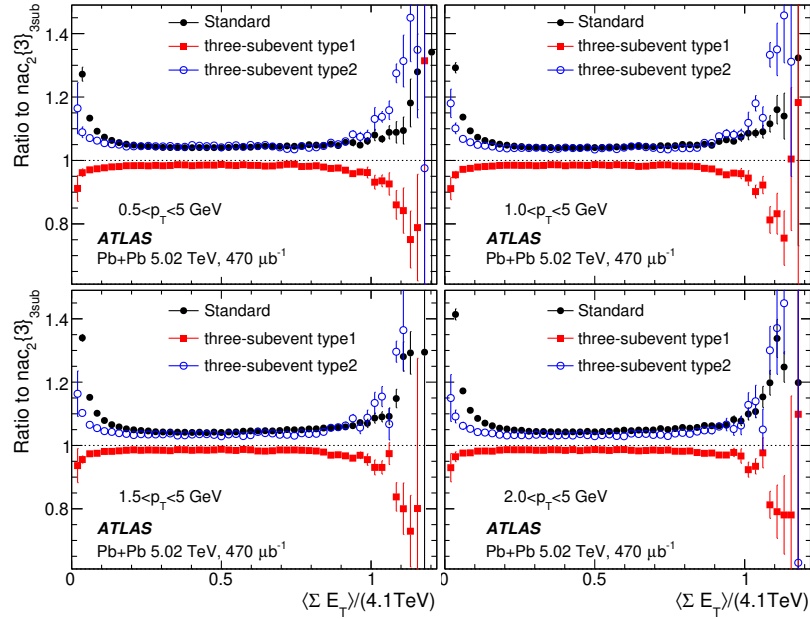 Ratio to nac₂{3}₃sub
1.4
1.2
1
0.8
Standard
three-subevent type1
three-subevent type2
0.5<p_T<5 GeV
ATLAS
Pb+Pb 5.02 TeV, 470 μb⁻¹
Standard
three-subevent type1
three-subevent type2
1.0<p_T<5 GeV
ATLAS
Pb+Pb 5.02 TeV, 470 μb⁻¹
Ratio to nac₂{3}₃sub
1.4
1.2
1
0.8
Standard
three-subevent type1
three-subevent type2
1.5<p_T<5 GeV
ATLAS
Pb+Pb 5.02 TeV, 470 μb⁻¹
0 0.5 1
⟨Σ E_T⟩/(4.1TeV)
Standard
three-subevent type1
three-subevent type2
2.0<p_T<5 GeV
ATLAS
Pb+Pb 5.02 TeV, 470 μb⁻¹
0 0.5 1
⟨Σ E_T⟩/(4.1TeV)